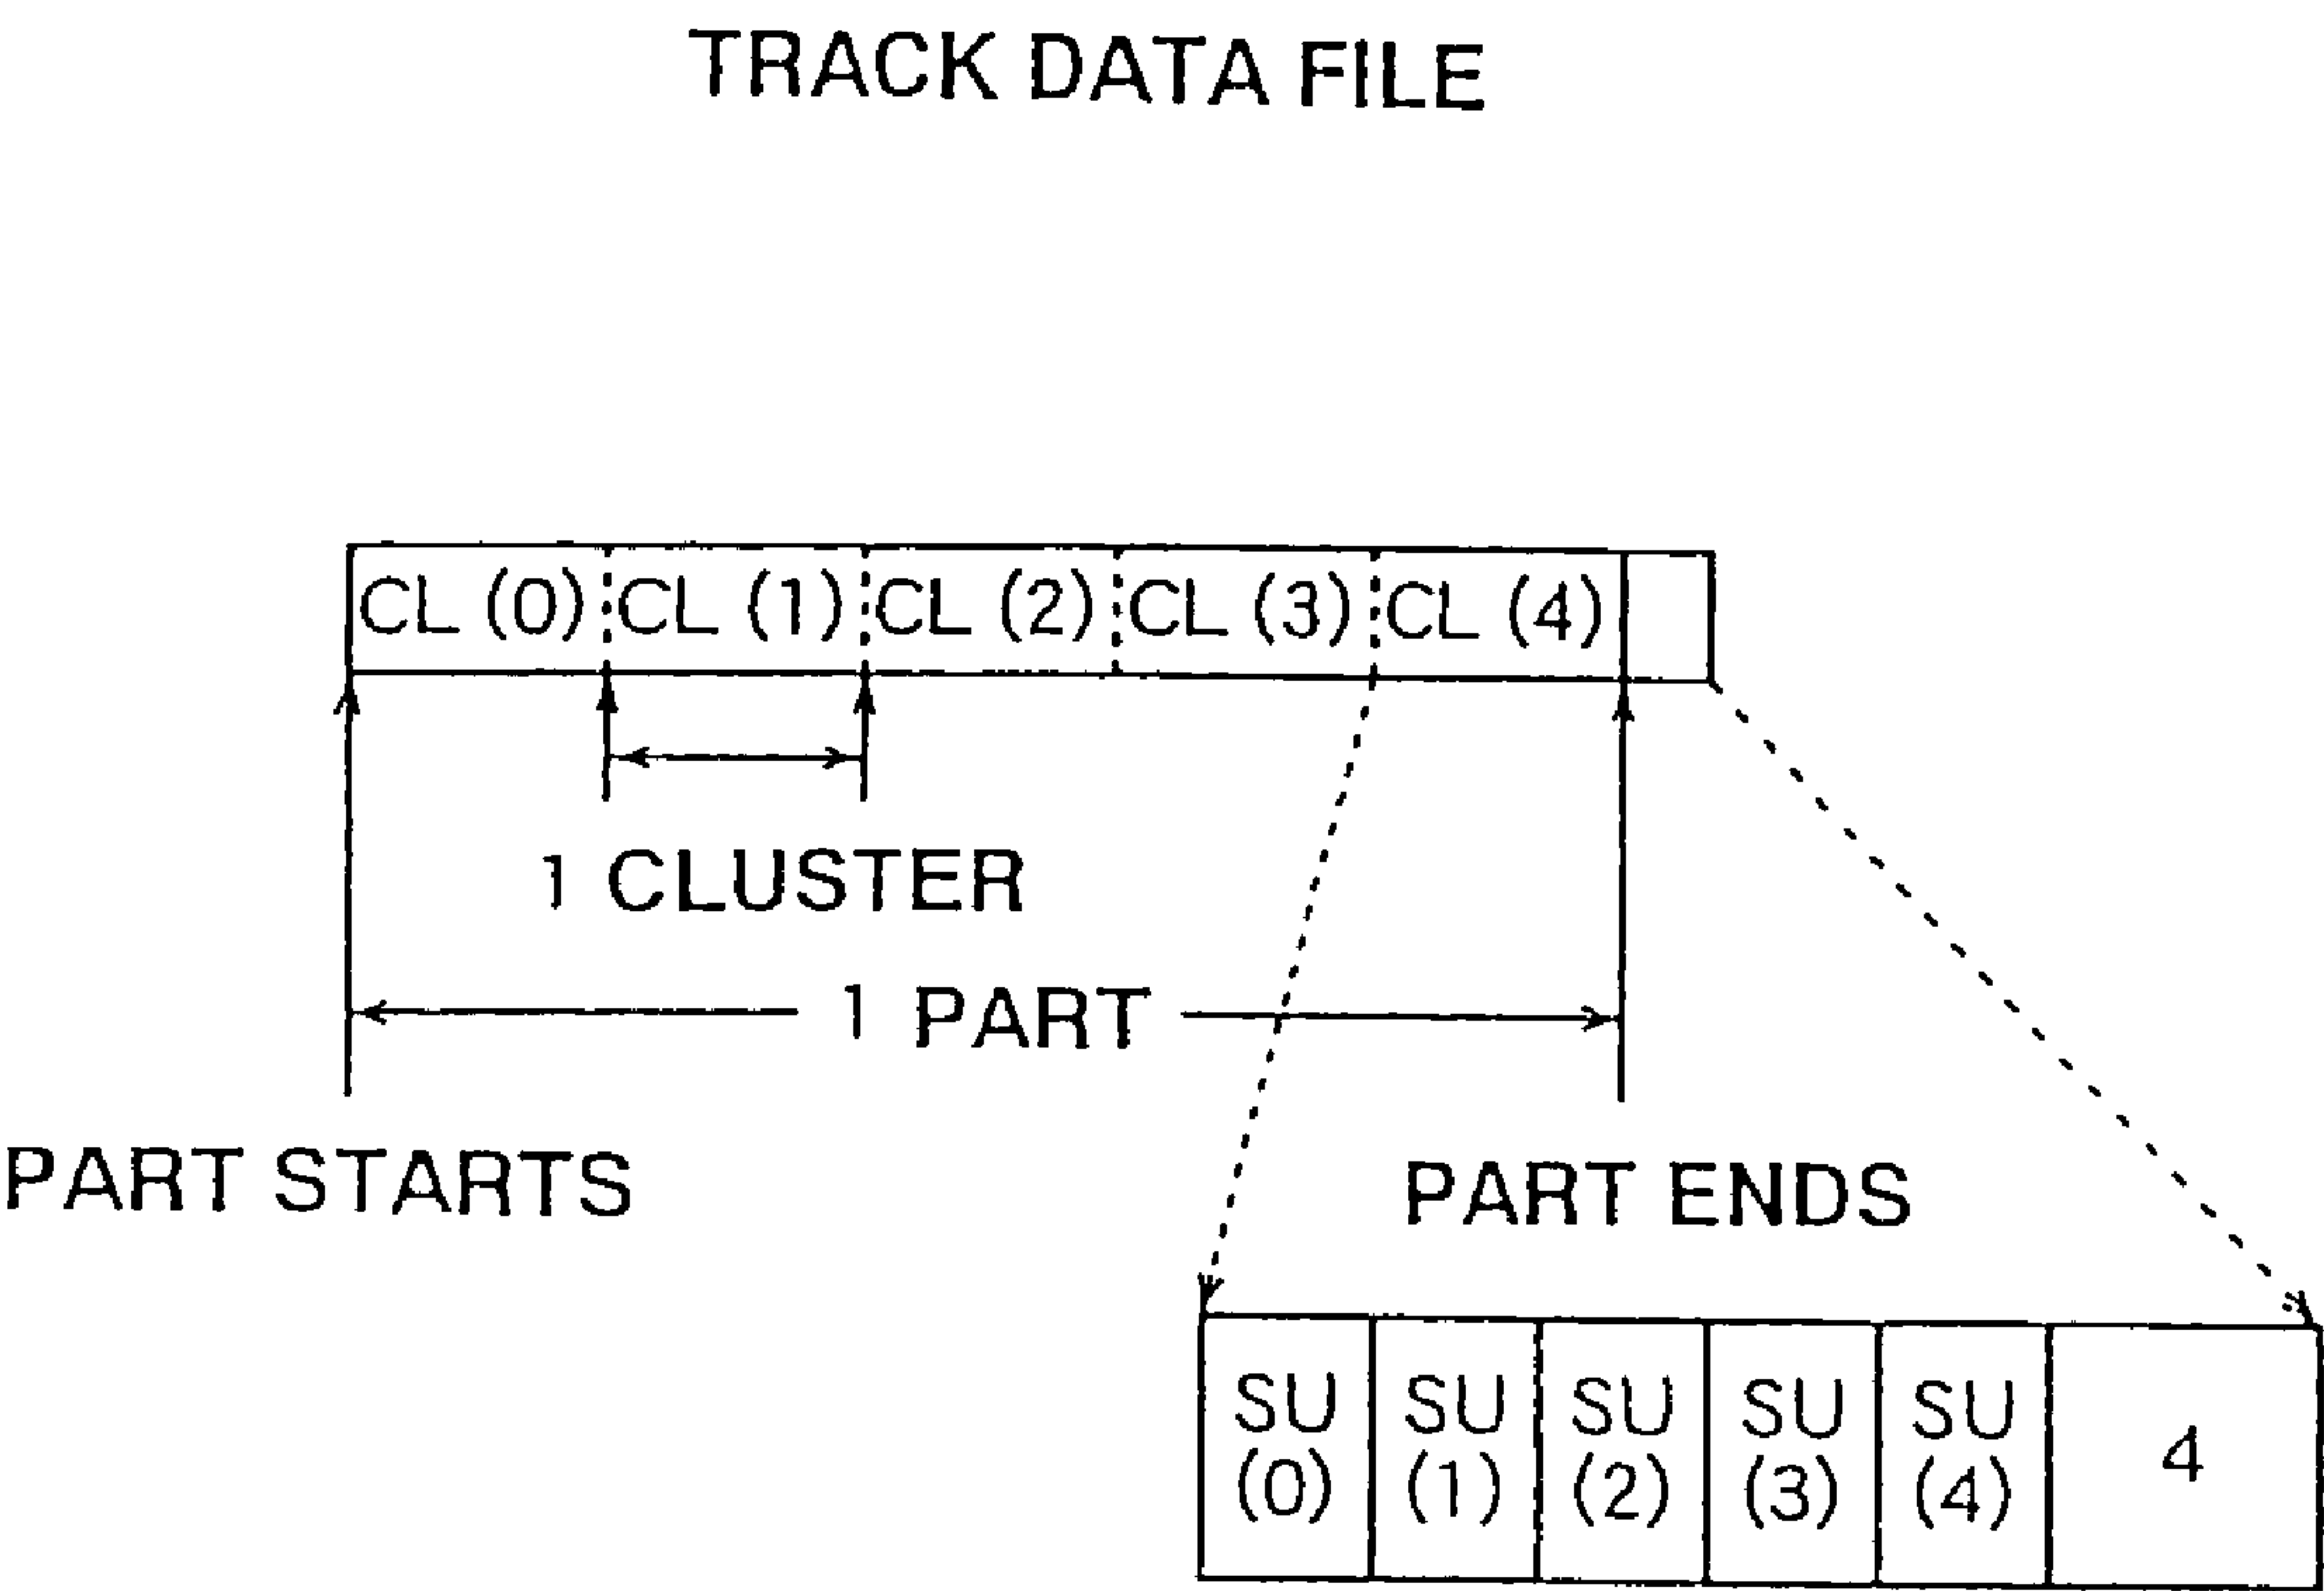 TRACK DATA FILE
CL (0) CL (1) CL (2) CL (3) CL (4)
1 CLUSTER
1 PART
PART STARTS
PART ENDS
SU (0) SU (1) SU (2) SU (3) SU (4) 4